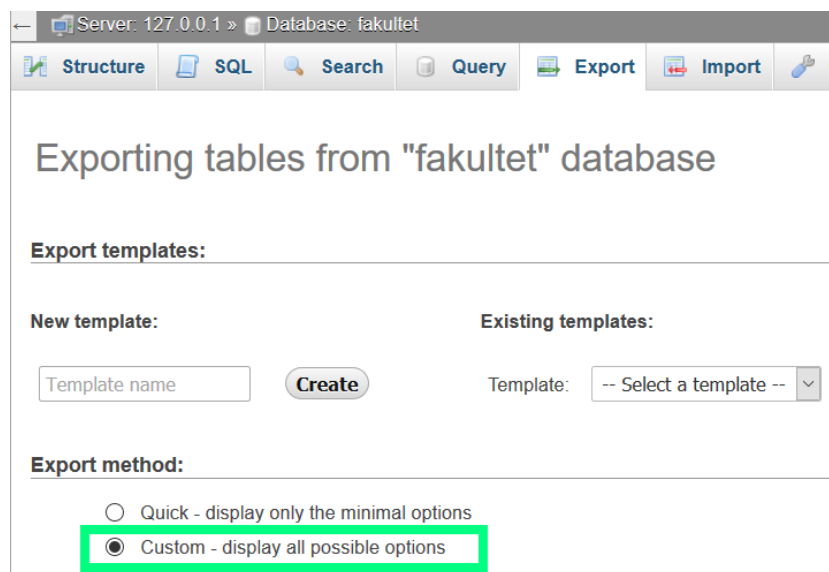 ← Server: 127.0.0.1 » Database: fakultet
Structure SQL Search Query Export Import
Exporting tables from "fakultet" database
Export templates:
New template: Existing templates:
Template name Create Template: -- Select a template --
Export method:
Quick - display only the minimal options
Custom - display all possible options